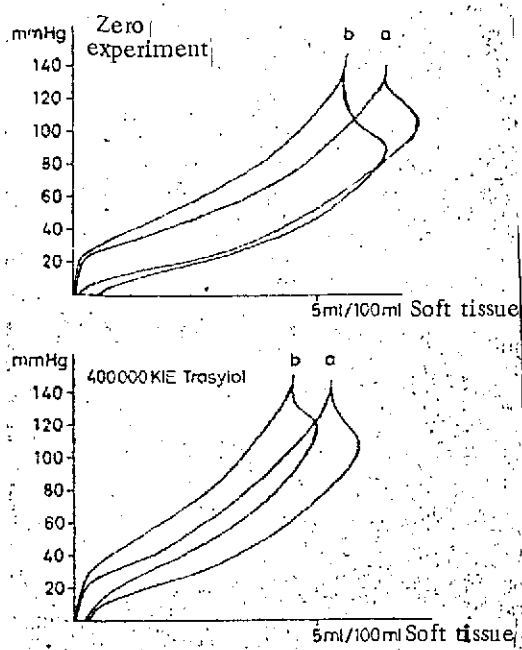 mmHg Zero
experiment
b a
140
120
100
80
60
40
20
5ml/100ml Soft tissue
mmHg
400000 KIE Trasylol
b a
140
120
100
80
60
40
20
5ml/100ml Soft tissue